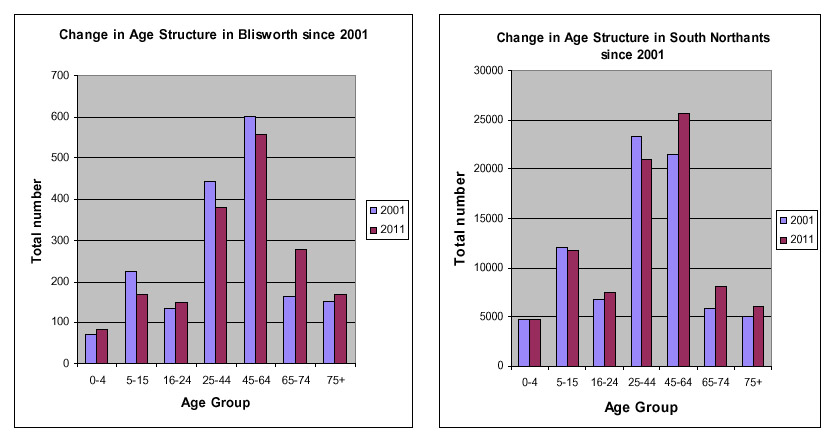 Change in Age Structure in Blisworth since 2001
700
600
500
400
300
200
100
0
Total number
0-4 5-15 16-24 25-44 45-64 65-74 75+
Age Group
2001
2011
Change in Age Structure in South Northants
since 2001
30000
25000
20000
15000
10000
5000
0
Total number
0-4 5-15 16-24 25-44 45-64 65-74 75+
Age Group
2001
2011